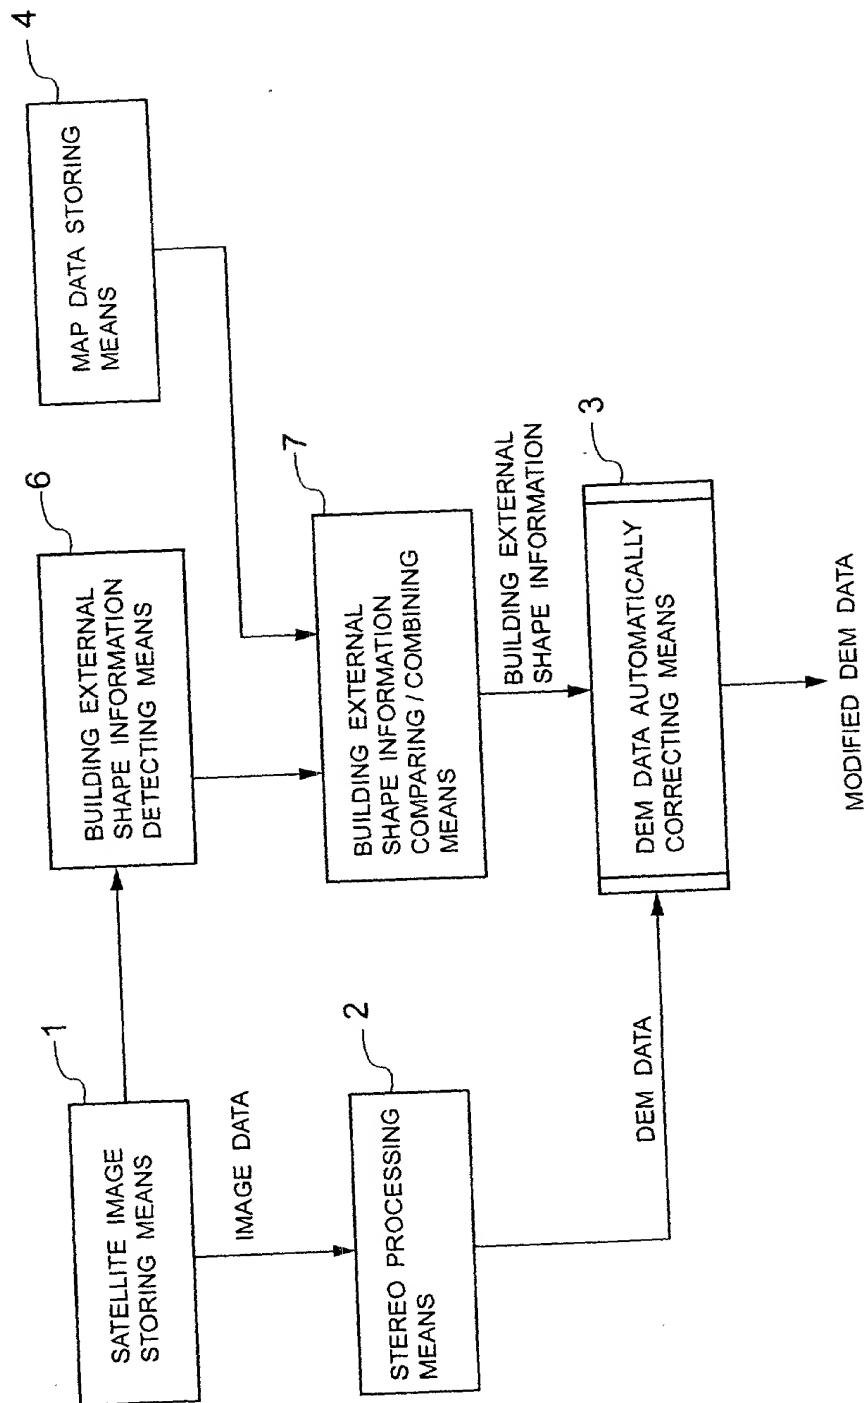 1
SATELLITE IMAGE
STORING MEANS
IMAGE DATA
2
STEREO PROCESSING
MEANS
DEM DATA
6
BUILDING EXTERNAL
SHAPE INFORMATION
DETECTING MEANS
4
MAP DATA STORING
MEANS
7
BUILDING EXTERNAL
SHAPE INFORMATION
COMPARING / COMBINING
MEANS
BUILDING EXTERNAL
SHAPE INFORMATION
3
DEM DATA AUTOMATICALLY
CORRECTING MEANS
MODIFIED DEM DATA